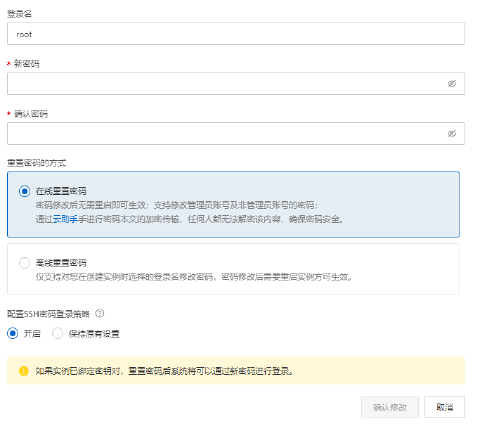 登录名
root
* 新密码
* 确认密码
重置密码的方式
在线重置密码
密码修改后无需重启即可生效；支持修改管理员账号及非管理员账号的密码；
通过云助手手进行密码本文的加密传输，任何人都无法解密该内容，确保密码安全。
离线重置密码
仅支持对您在创建实例时选择的登录名修改密码，密码修改后需要重启实例方可生效。
配置SSH密码登录策略
开启 保持原有设置
如果实例已绑定密钥对，重置密码后系统将可以通过新密码进行登录。
确认修改 取消